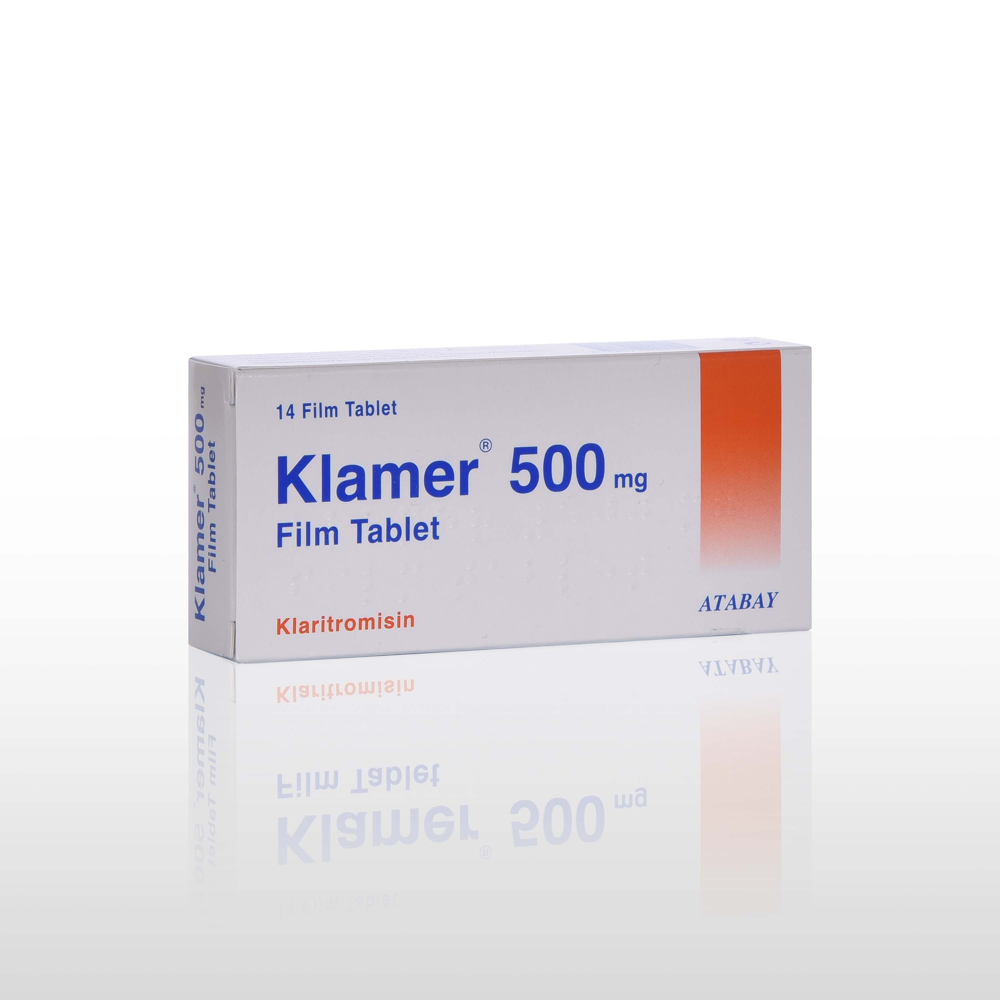 14 Film Tablet
Klamer® 500 mg
Film Tablet
Klaritromisin
ATABAY
Klamer® 500 mg
Film Tablet